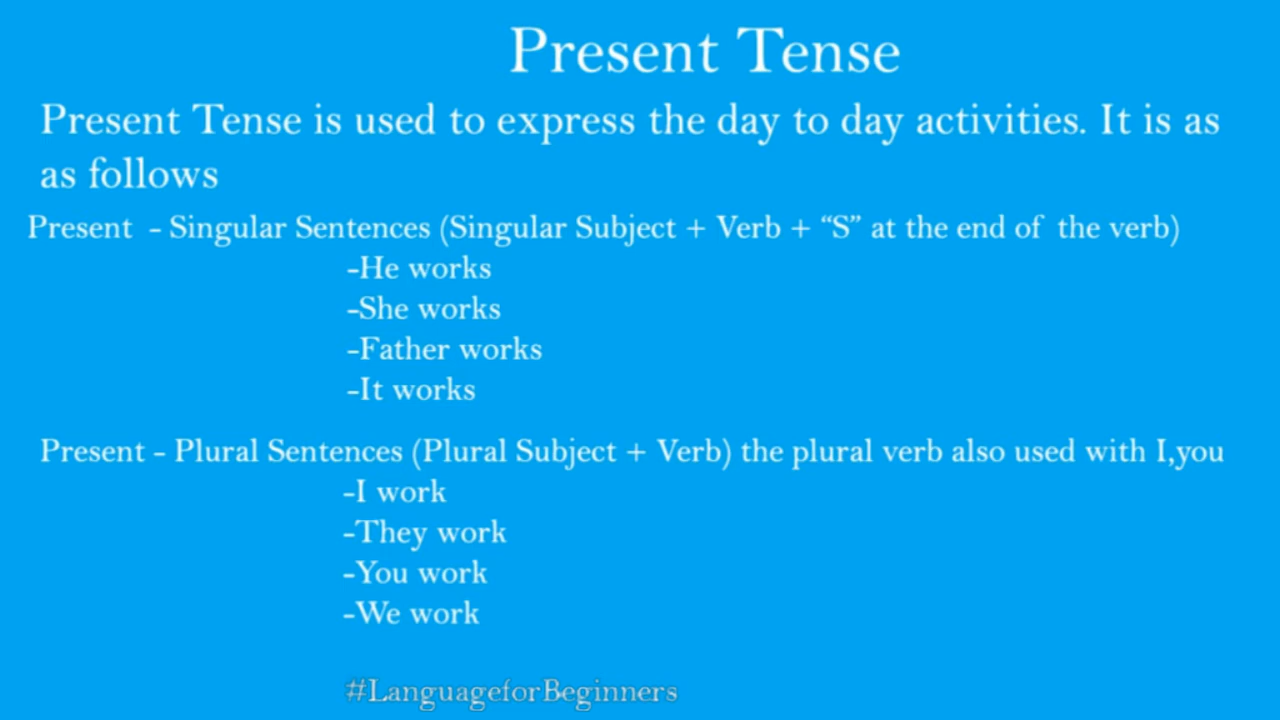 Present Tense
Present Tense is used to express the day to day activities. It is as
as follows
Present - Singular Sentences (Singular Subject + Verb + “S” at the end of the verb)
-He works
-She works
-Father works
-It works
Present - Plural Sentences (Plural Subject + Verb) the plural verb also used with I,you
-I work
-They work
-You work
-We work
#LanguageforBeginners